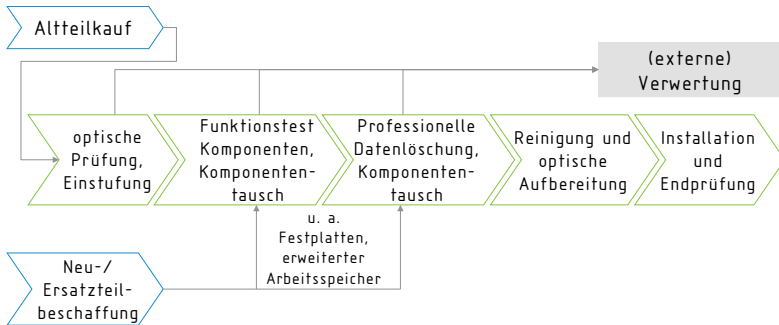 Altteilkauf
(externe)
Verwertung
optische
Prüfung,
Einstufung
Funktionstest
Komponenten,
Komponenten-
tausch
Professionelle
Datenlöschung,
Komponenten-
tausch
Reinigung und
optische
Aufbereitung
Installation
und
Endprüfung
u. a.
Festplatten,
erweiterter
Arbeitsspeicher
Neu-/
Ersatzteil-
beschaffung